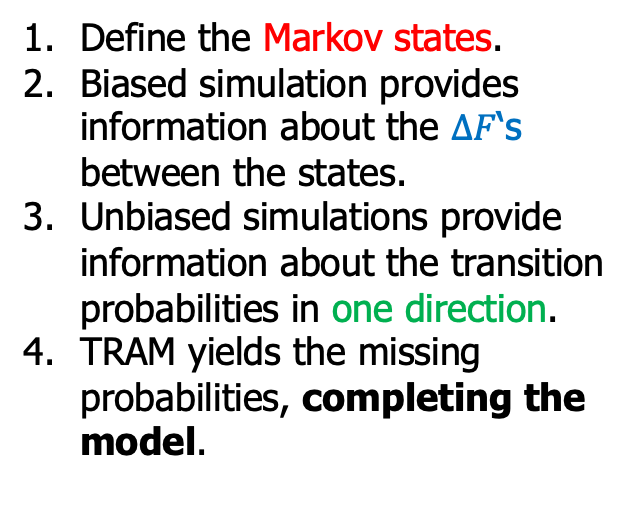 1. Define the Markov states.
2. Biased simulation provides
information about the ΔF‘s
between the states.
3. Unbiased simulations provide
information about the transition
probabilities in one direction.
4. TRAM yields the missing
probabilities, completing the
model.